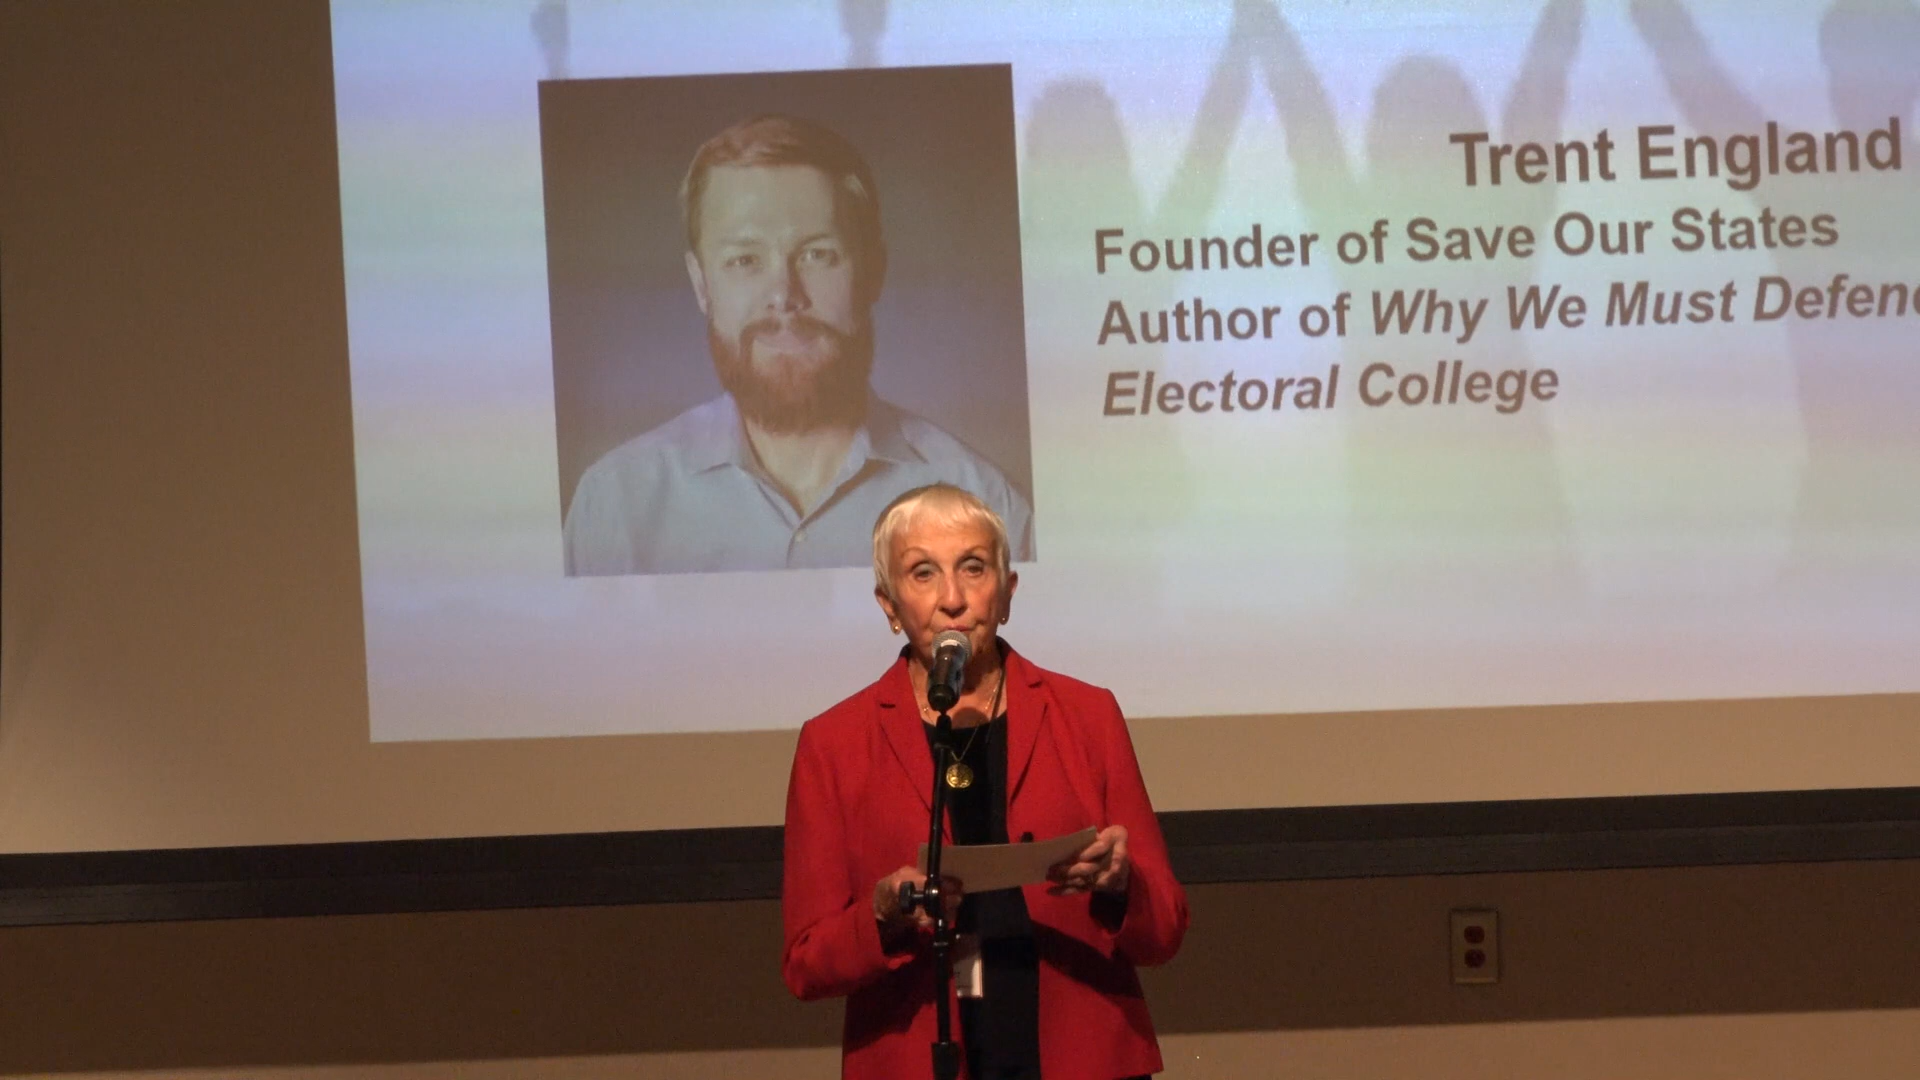 Trent England
Founder of Save Our States
Author of Why We Must Defend
Electoral College